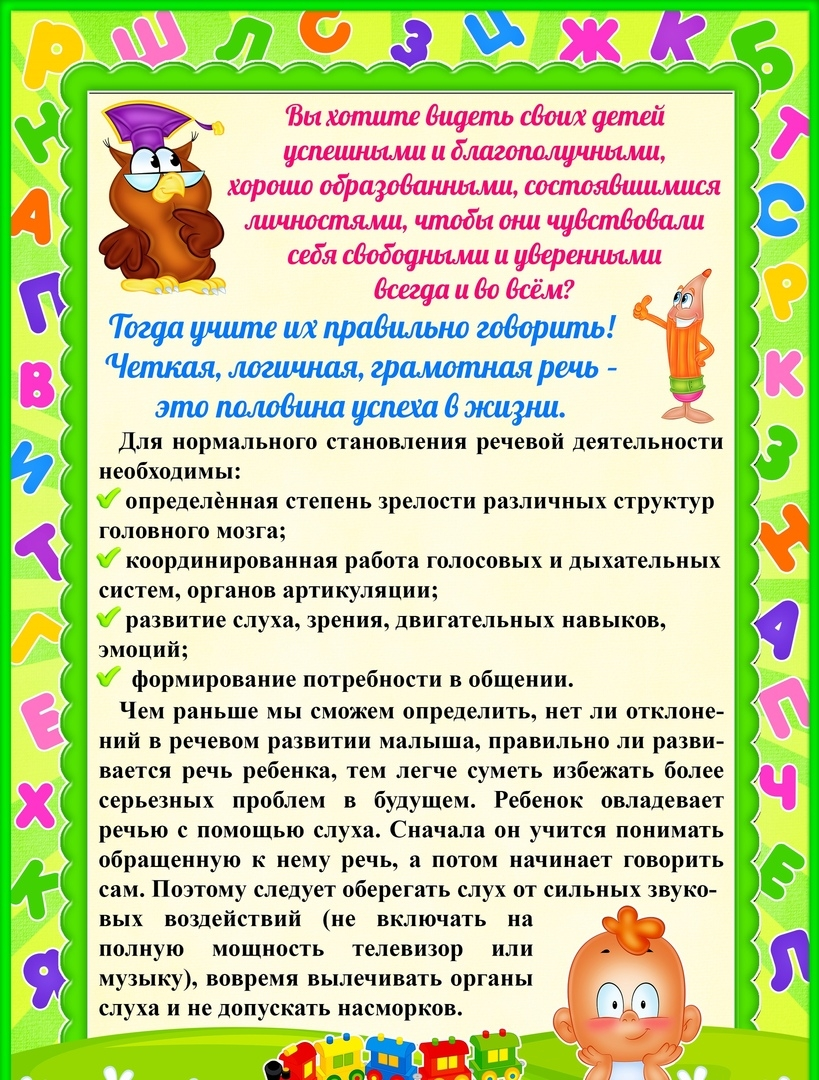 Вы хотите видеть своих детей
успешными и благополучными,
хорошо образованными, состоявшимися
личностями, чтобы они чувствовали
себя свободными и уверенными
всегда и во всём?
Тогда учите их правильно говорить!
Четкая, логичная, грамотная речь –
это половина успеха в жизни.
Для нормального становления речевой деятельности
необходимы:
определѐнная степень зрелости различных структур
головного мозга;
координированная работа голосовых и дыхательных
систем, органов артикуляции;
развитие слуха, зрения, двигательных навыков,
эмоций;
формирование потребности в общении.
Чем раньше мы сможем определить, нет ли отклоне-
ний в речевом развитии малыша, правильно ли разви-
вается речь ребенка, тем легче суметь избежать более
серьезных проблем в будущем. Ребенок овладевает
речью с помощью слуха. Сначала он учится понимать
обращенную к нему речь, а потом начинает говорить
сам. Поэтому следует оберегать слух от сильных звуко-
вых воздействий (не включать на
полную мощность телевизор или
музыку), вовремя вылечивать органы
слуха и не допускать насморков.